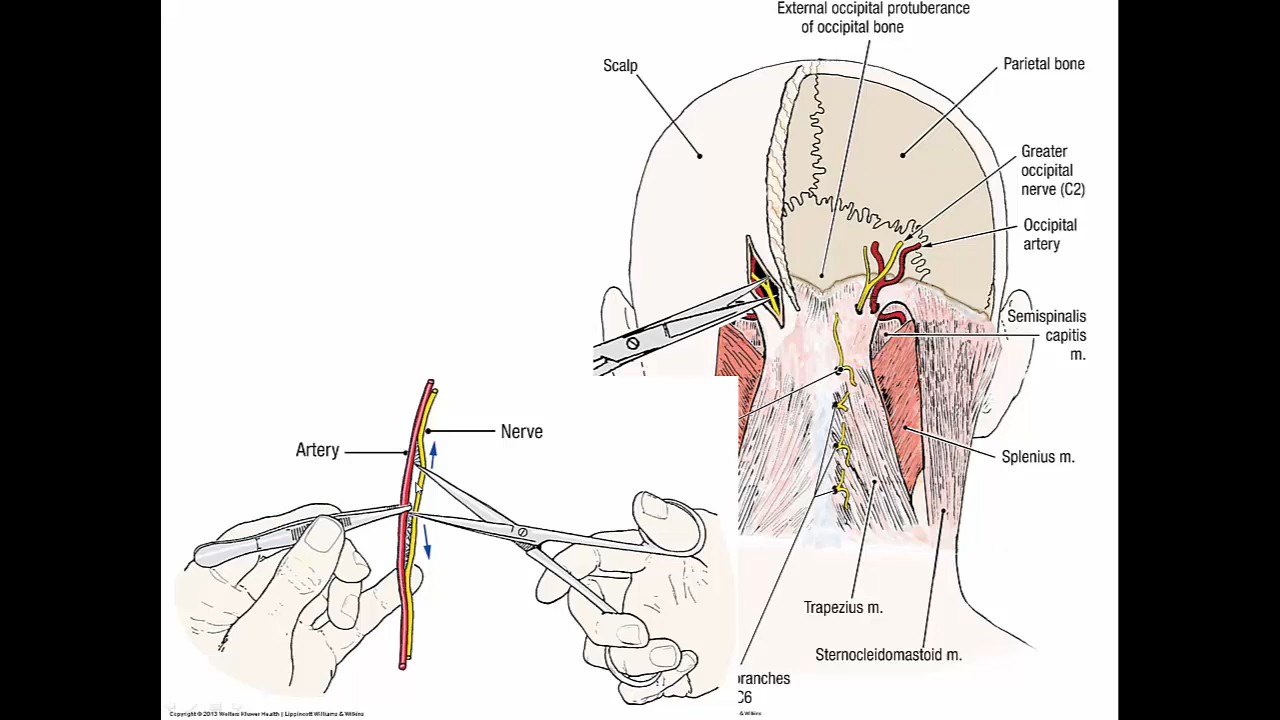 External occipital protuberance
of occipital bone
Scalp
Parietal bone
Greater
occipital
nerve (C2)
Occipital
artery
Semispinalis
capitis
m.
Nerve
Artery
Splenius m.
Trapezius m.
Sternocleidomastoid m.
branches
C6
Copyright © 2013 Wolters Kluwer Health | Lippincott Williams & Wilkins
& Wilkins